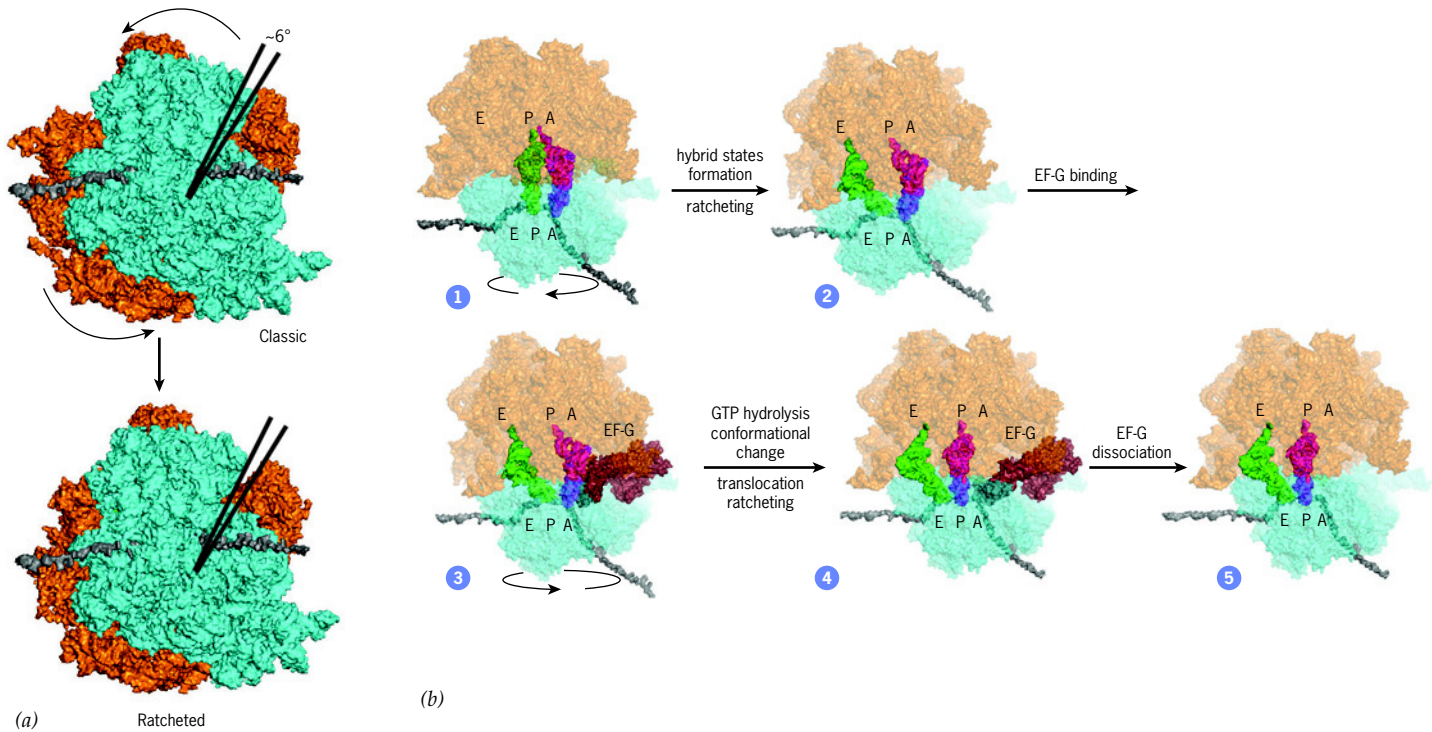 ~6°
Classic
Ratcheted
(a)
E P A
E P A
1
hybrid states
formation
ratcheting
E P A
E P A
2
EF-G binding
E P A
EF-G
E P A
3
GTP hydrolysis
conformational
change
translocation
ratcheting
E P A
EF-G
E P A
4
EF-G
dissociation
E P A
E P A
5
(b)